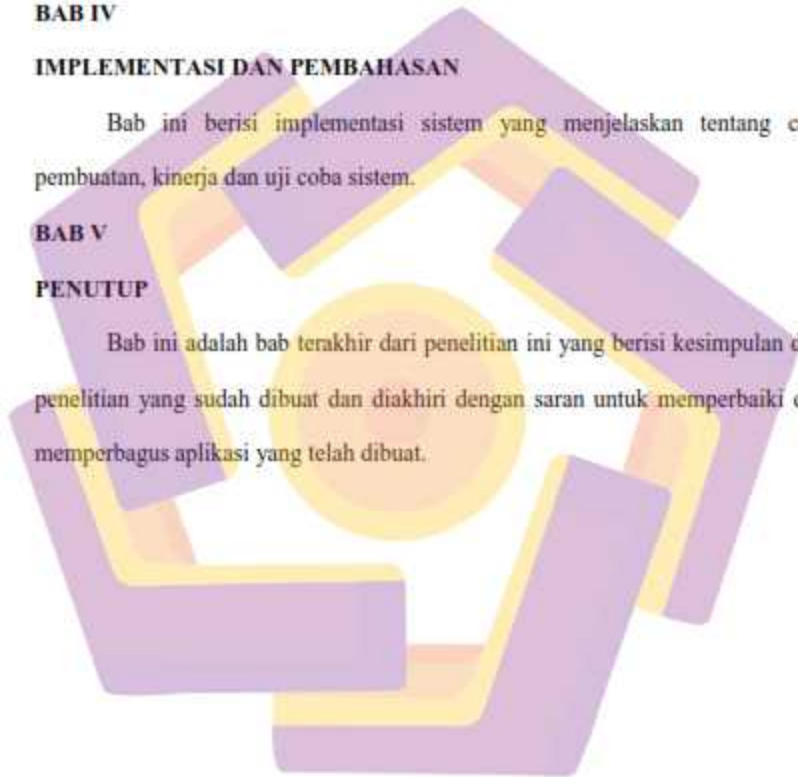 BAB IV
IMPLEMENTASI DAN PEMBAHASAN
Bab ini berisi implementasi sistem yang menjelaskan tentang
pembuatan, kinerja dan uji coba sistem.
BAB V
PENUTUP
Bab ini adalah bab terakhir dari penelitian ini yang berisi kesimpulan
penelitian yang sudah dibuat dan diakhiri dengan saran untuk memperbaiki
memperbagus aplikasi yang telah dibuat.